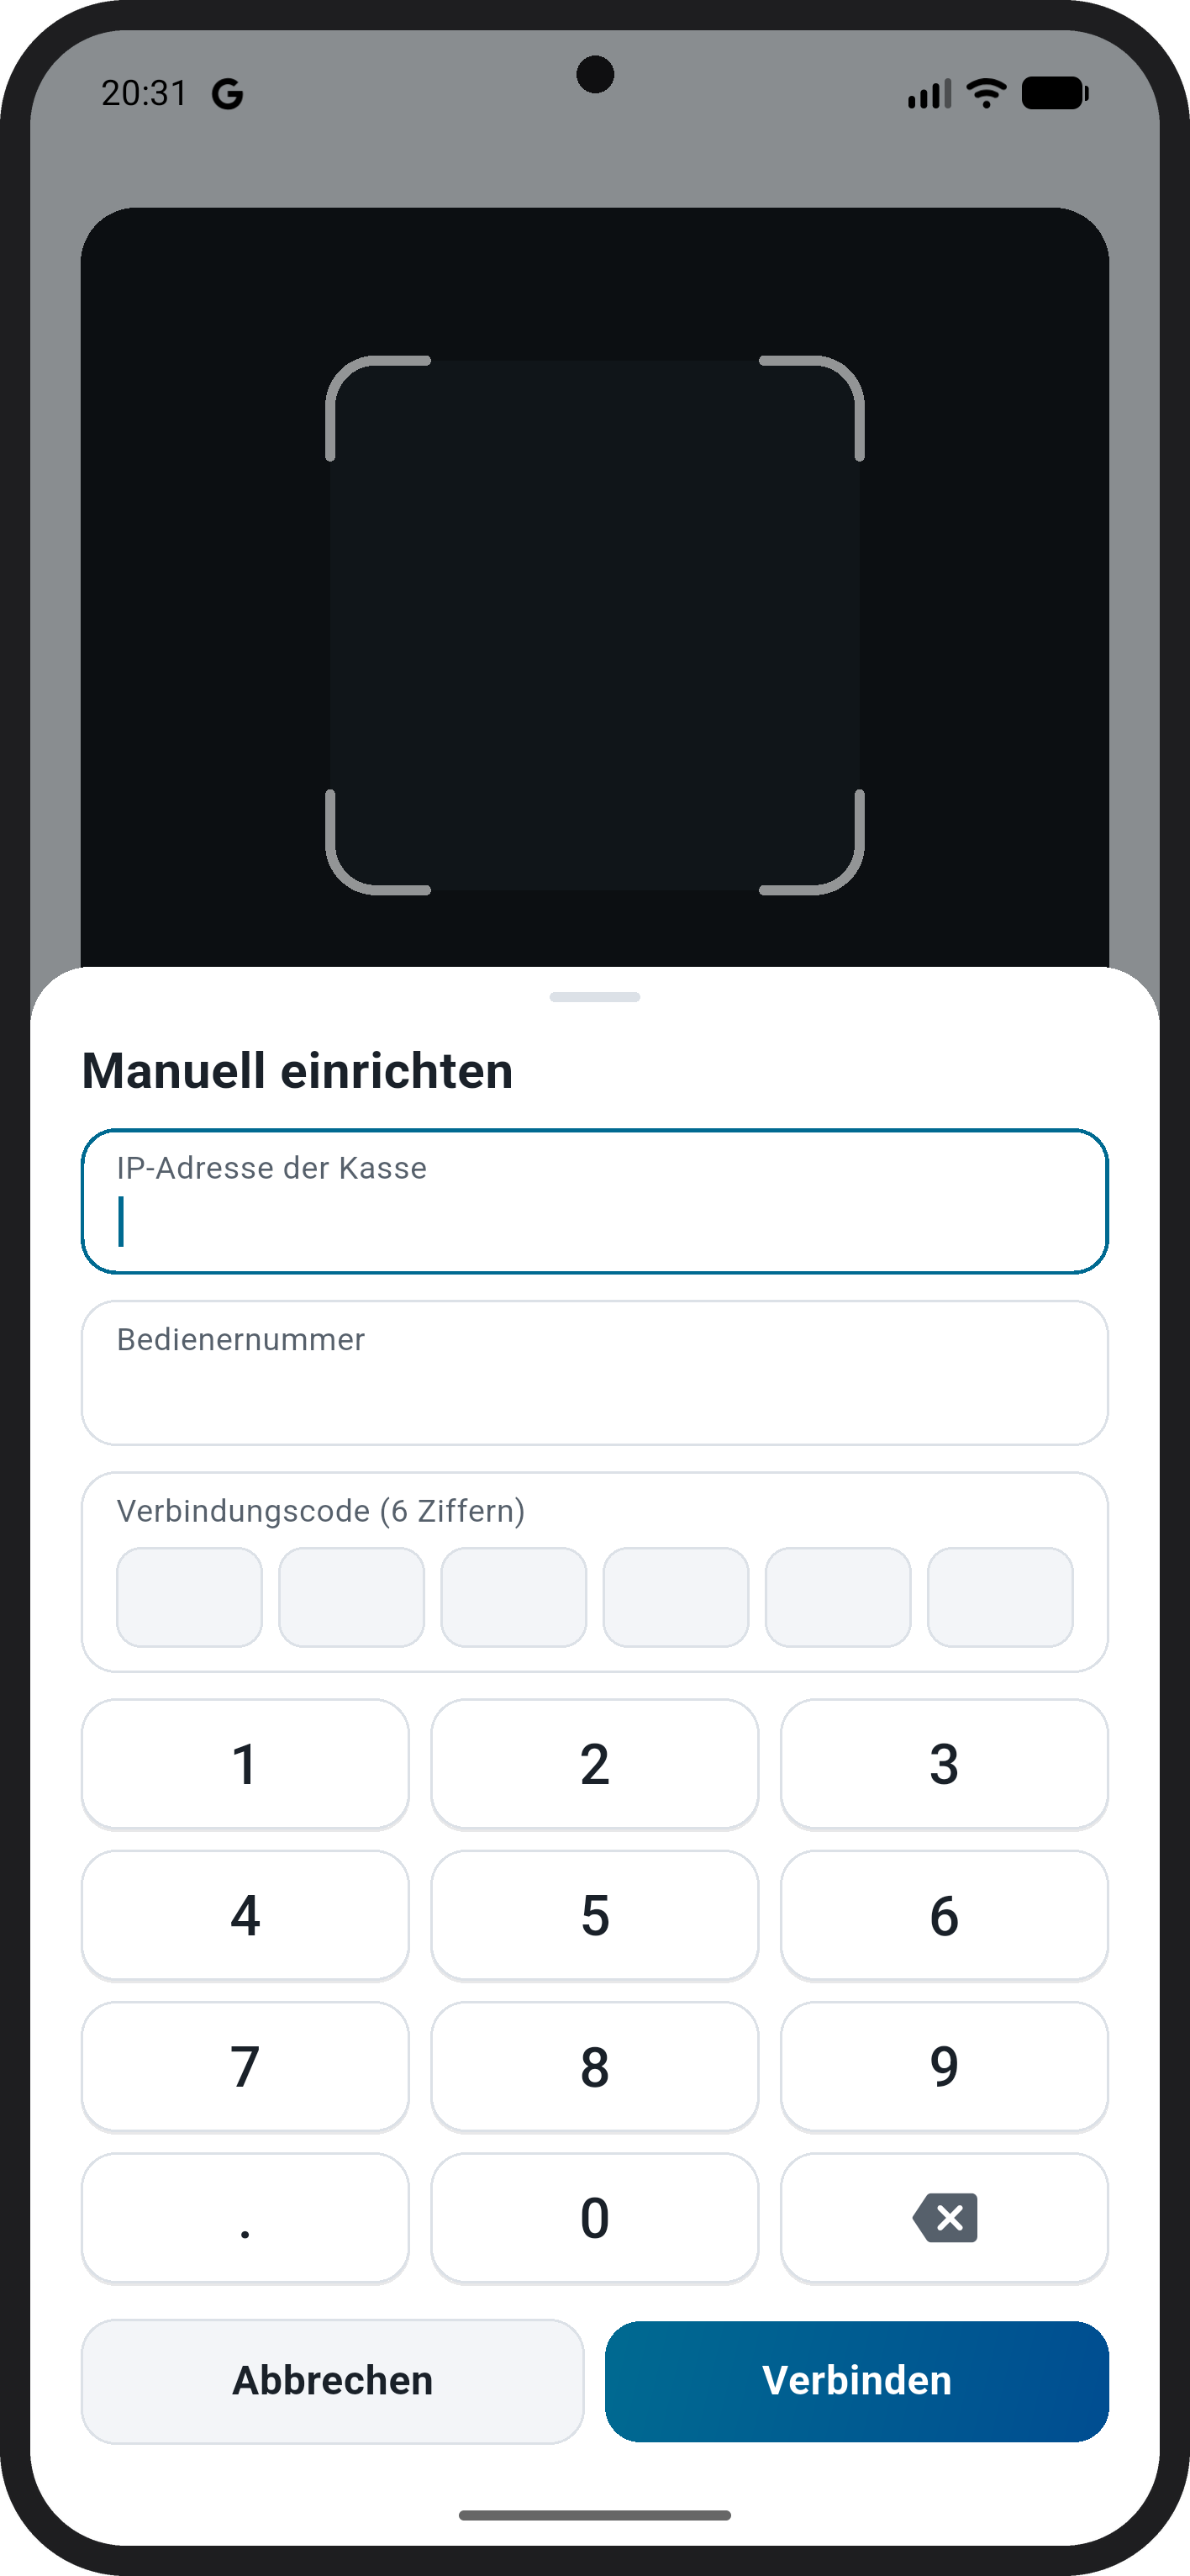 20:31 G
Manuell einrichten
IP-Adresse der Kasse
Bedienernummer
Verbindungscode (6 Ziffern)
1 2 3
4 5 6
7 8 9
. 0
Abbrechen Verbinden